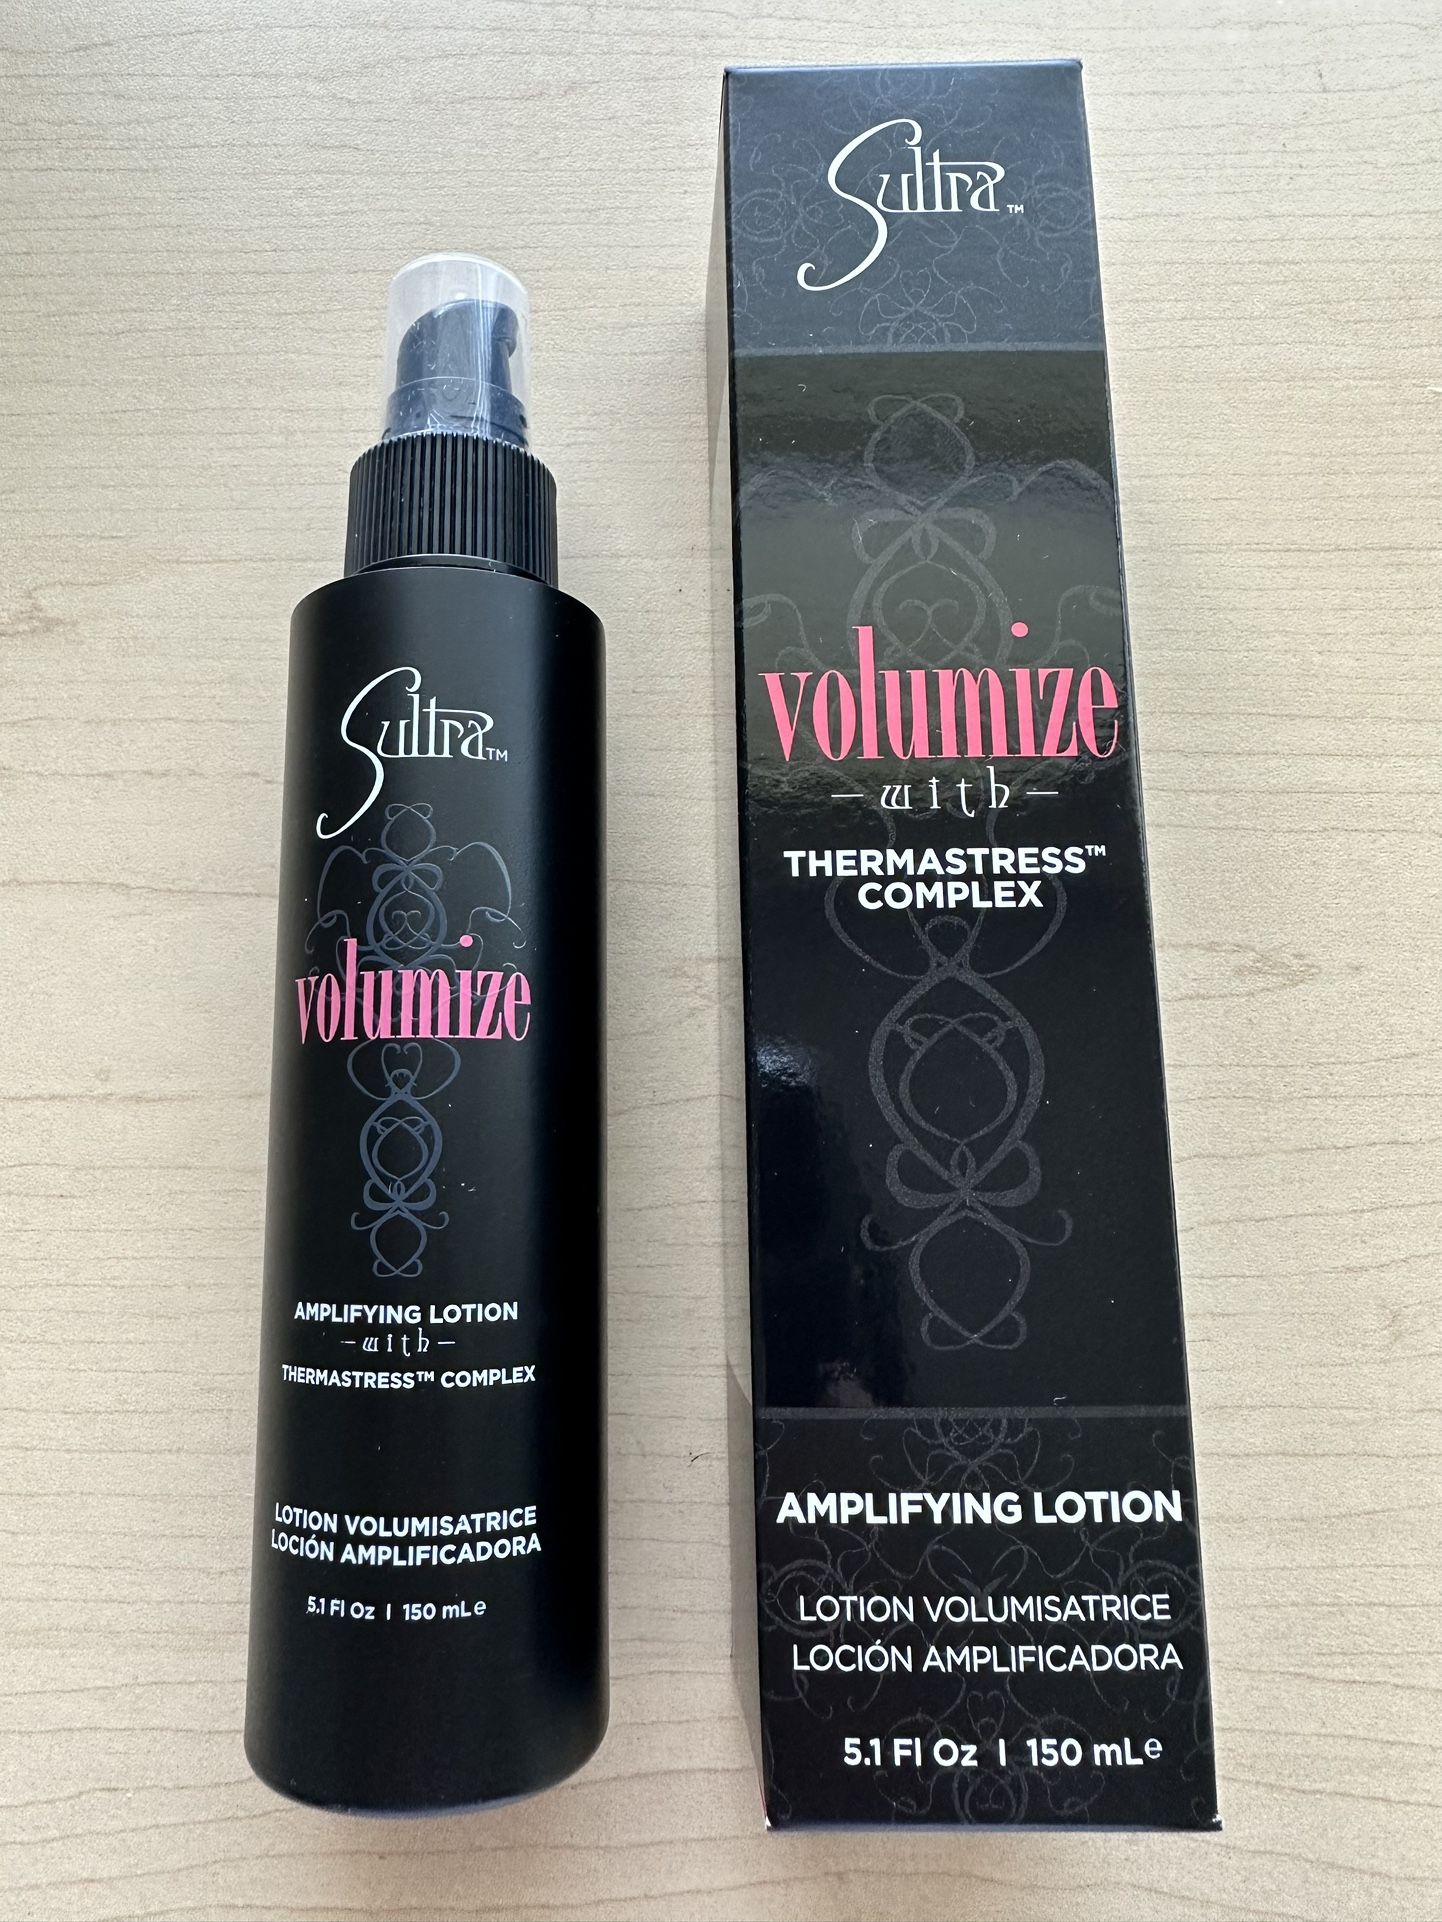 Sultra™
volumize
AMPLIFYING LOTION
- with -
THERMASTRESS™ COMPLEX
LOTION VOLUMISATRICE
LOCIÓN AMPLIFICADORA
5.1 Fl Oz I 150 mL e
Sultra™
volumize
- with -
THERMASTRESS™
COMPLEX
AMPLIFYING LOTION
LOTION VOLUMISATRICE
LOCIÓN AMPLIFICADORA
5.1 Fl Oz I 150 mL e